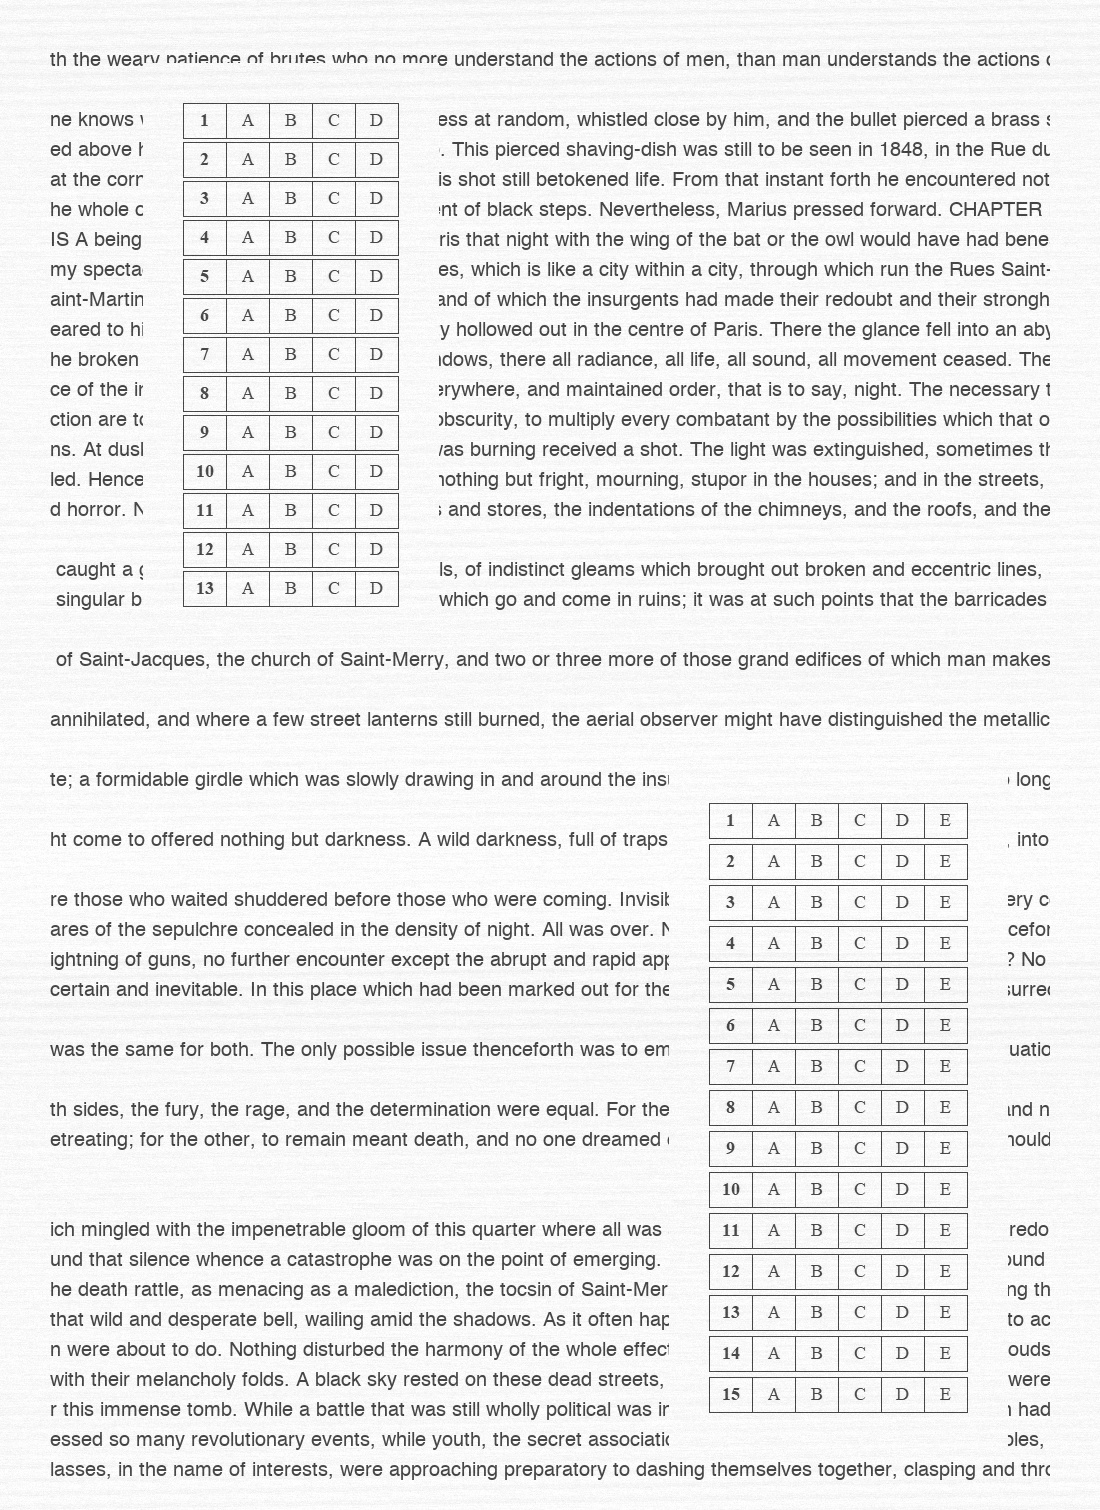 th the weary patience of brutes who no more understand the actions of men, than man understands the actions
ne knows
1 A B C D
ess at random, whistled close by him, and the bullet pierced a brass
ed above
2 A B C D
. This pierced shaving-dish was still to be seen in 1848, in the Rue du
at the corn
3 A B C D
is shot still betokened life. From that instant forth he encountered not
he whole
4 A B C D
nt of black steps. Nevertheless, Marius pressed forward. CHAPTER
IS A being
ris that night with the wing of the bat or the owl would have had bene
my specta
5 A B C D
es, which is like a city within a city, through which run the Rues Saint-
aint-Martin
6 A B C D
and of which the insurgents had made their redoubt and their strongh
eared to hi
7 A B C D
y hollowed out in the centre of Paris. There the glance fell into an aby
he broken
ndows, there all radiance, all life, all sound, all movement ceased. The
ce of the
8 A B C D
erywhere, and maintained order, that is to say, night. The necessary
ction are to
9 A B C D
obscurity, to multiply every combatant by the possibilities which that o
ns. At dusk
was burning received a shot. The light was extinguished, sometimes th
led. Hence
10 A B C D
nothing but fright, mourning, stupor in the houses; and in the streets,
d horror.
11 A B C D
s and stores, the indentations of the chimneys, and the roofs, and the
12 A B C D
caught a
ls, of indistinct gleams which brought out broken and eccentric lines,
singular b
13 A B C D
which go and come in ruins; it was at such points that the barricades
of Saint-Jacques, the church of Saint-Merry, and two or three more of those grand edifices of which man makes
annihilated, and where a few street lanterns still burned, the aerial observer might have distinguished the metallic
te; a formidable girdle which was slowly drawing in and around the insu
long
1 A B C D E
ht come to offered nothing but darkness. A wild darkness, full of traps
, into
2 A B C D E
re those who waited shuddered before those who were coming. Invisib
3 A B C D E
ery c
ares of the sepulchre concealed in the density of night. All was over. N
4 A B C D E
cefor
ightning of guns, no further encounter except the abrupt and rapid app
? No
certain and inevitable. In this place which had been marked out for the
5 A B C D E
surrec
6 A B C D E
was the same for both. The only possible issue thenceforth was to em
7 A B C D E
uatio
th sides, the fury, the rage, and the determination were equal. For the
8 A B C D E
and n
etreating; for the other, to remain meant death, and no one dreamed
9 A B C D E
hould
10 A B C D E
ich mingled with the impenetrable gloom of this quarter where all was
11 A B C D E
redo
und that silence whence a catastrophe was on the point of emerging.
12 A B C D E
ound
he death rattle, as menacing as a malediction, the tocsin of Saint-Mer
ng th
that wild and desperate bell, wailing amid the shadows. As it often hap
13 A B C D E
to ac
n were about to do. Nothing disturbed the harmony of the whole effect
14 A B C D E
ouds
with their melancholy folds. A black sky rested on these dead streets,
15 A B C D E
were
r this immense tomb. While a battle that was still wholly political was in
had
essed so many revolutionary events, while youth, the secret associatio
ples,
lasses, in the name of interests, were approaching preparatory to dashing themselves together, clasping and thro